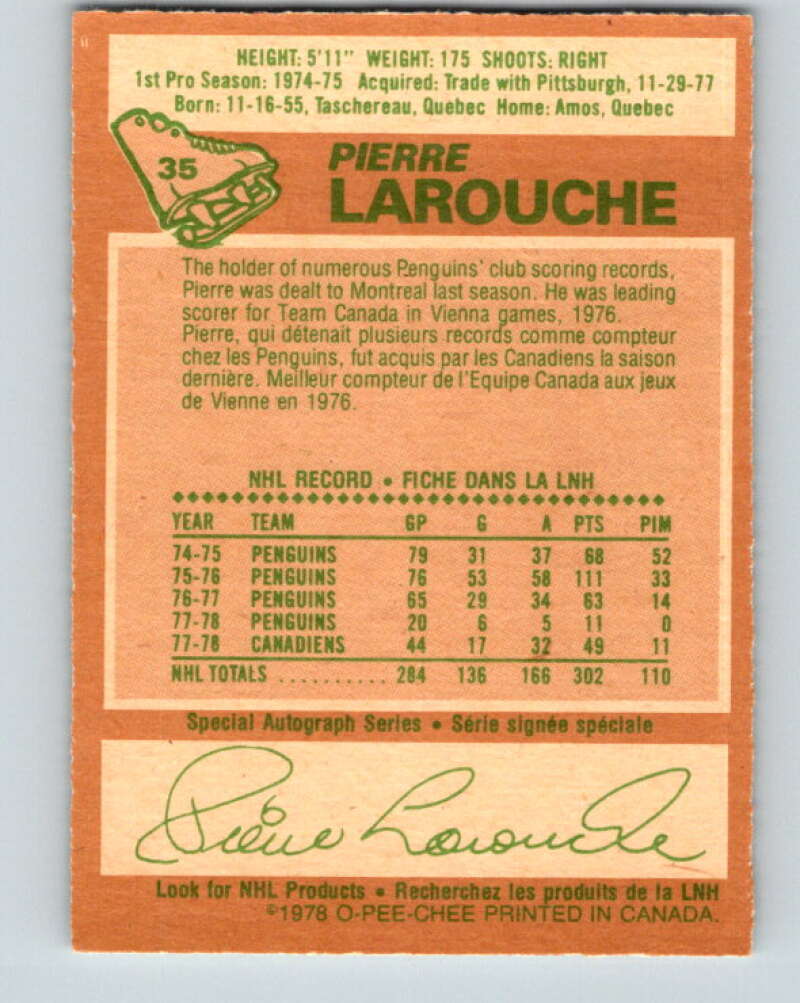 HEIGHT: 5'11" WEIGHT: 175 SHOOTS: RIGHT
1st Pro Season: 1974-75 Acquired: Trade with Pittsburgh, 11-29-77
Born: 11-16-55, Taschereau, Quebec Home: Amos, Quebec
35
PIERRE
LAROUCHE
The holder of numerous Penguins' club scoring records,
Pierre was dealt to Montreal last season. He was leading
scorer for Team Canada in Vienna games, 1976.
Pierre, qui détenait plusieurs records comme compteur
chez les Penguins, fut acquis par les Canadiens la saison
dernière. Meilleur compteur de l'Equipe Canada aux jeux
de Vienne en 1976.
NHL RECORD • FICHE DANS LA LNH
YEAR TEAM GP G A PTS PIM
74-75 PENGUINS 79 31 37 68 52
75-76 PENGUINS 76 53 58 111 33
76-77 PENGUINS 65 29 34 63 14
77-78 PENGUINS 20 6 5 11 0
77-78 CANADIENS 44 17 32 49 11
NHL TOTALS .......... 284 136 166 302 110
Special Autograph Series • Série signée spéciale
Pierre Larouche
Look for NHL Products • Recherchez les produits de la LNH
©1978 O-PEE-CHEE PRINTED IN CANADA.